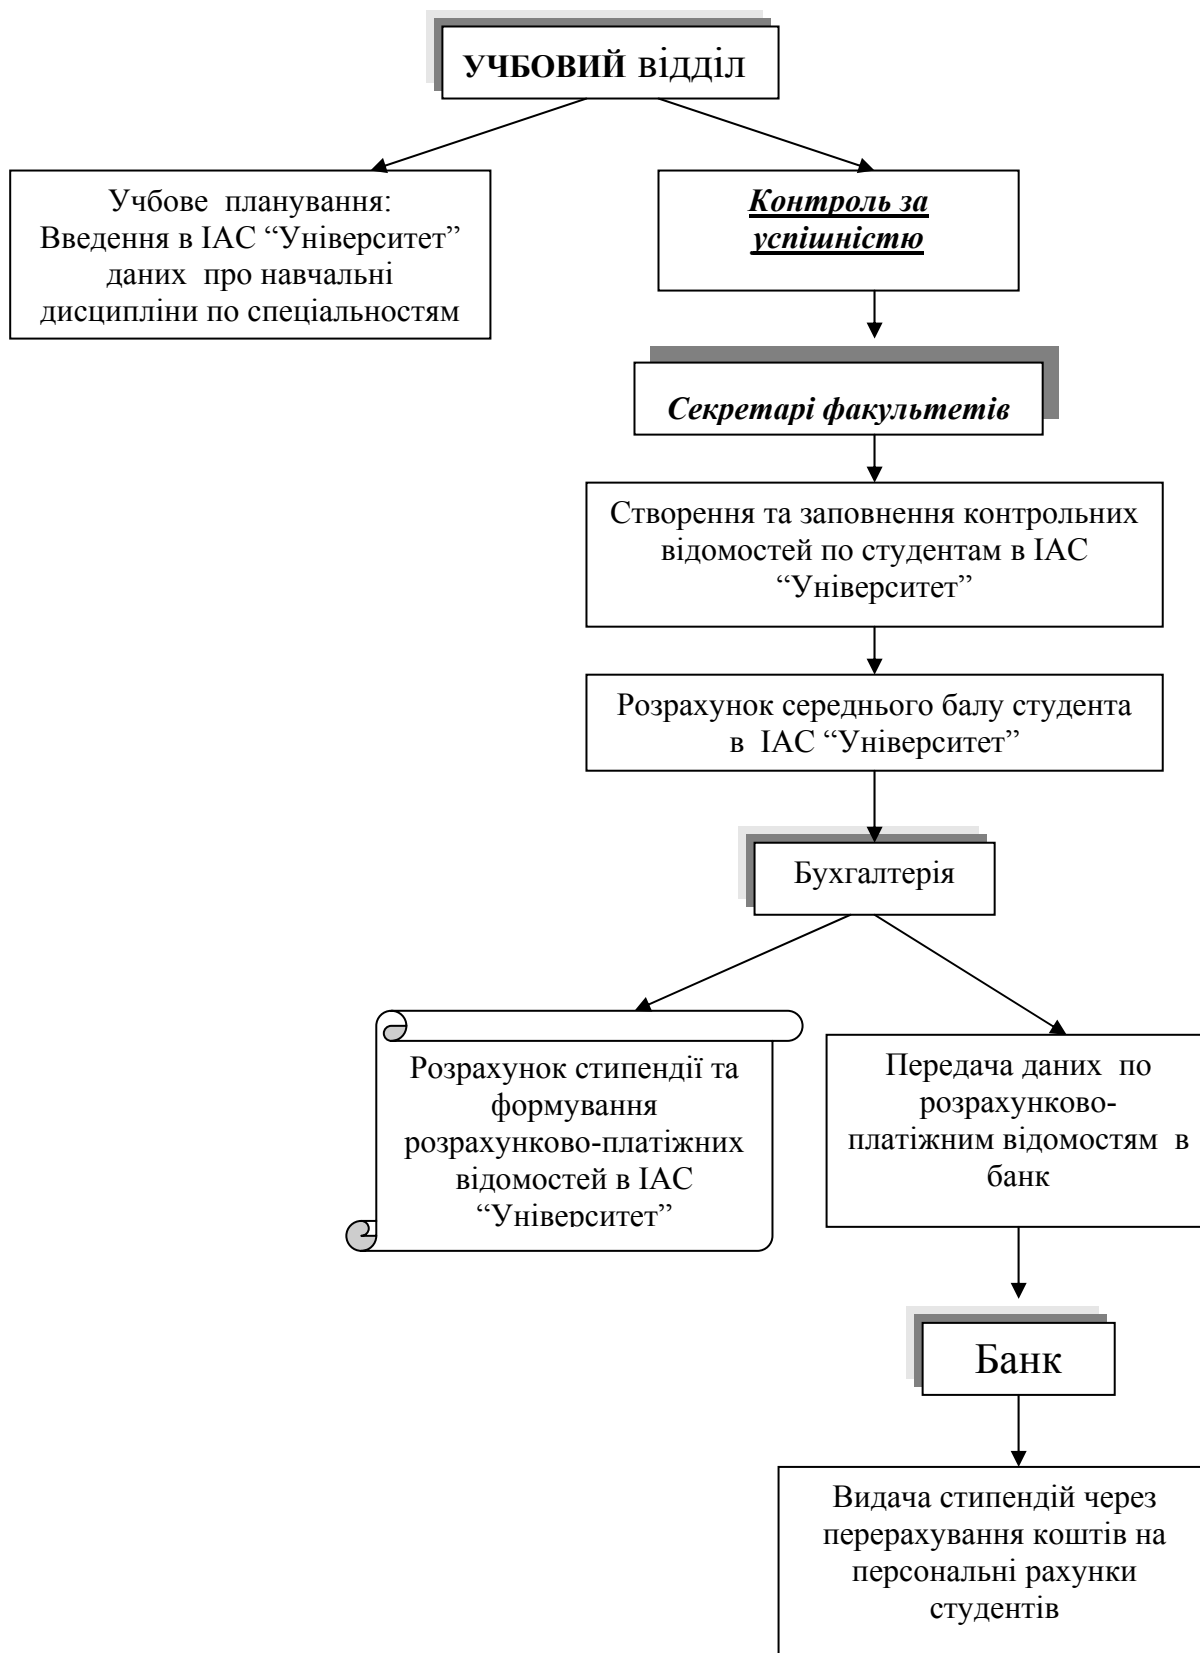 УЧБОВИЙ відділ
Учбове планування:
Введення в ІАС “Університет”
даних про навчальні
дисципліни по спеціальностям
Контроль за
успішністю
Секретарі факультетів
Створення та заповнення контрольних
відомостей по студентам в ІАС
“Університет”
Розрахунок середнього балу студента
в ІАС “Університет”
Бухгалтерія
Розрахунок стипендії та
формування
розрахунково-платіжних
відомостей в ІАС
“Університет”
Передача даних по
розрахунково-
платіжним відомостям в
банк
Банк
Видача стипендій через
перерахування коштів на
персональні рахунки
студентів